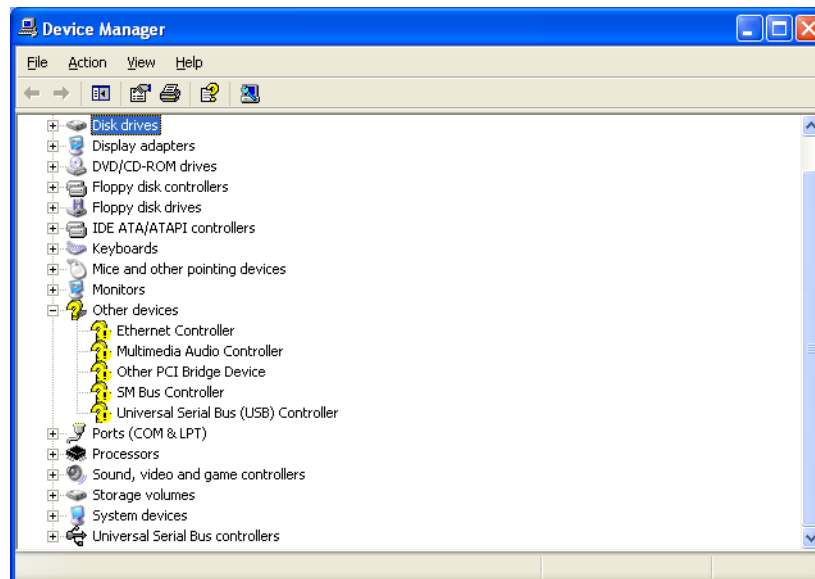 Device Manager
File Action View Help
Disk drives
Display adapters
DVD/CD-ROM drives
Floppy disk controllers
Floppy disk drives
IDE ATA/ATAPI controllers
Keyboards
Mice and other pointing devices
Monitors
Other devices
Ethernet Controller
Multimedia Audio Controller
Other PCI Bridge Device
SM Bus Controller
Universal Serial Bus (USB) Controller
Ports (COM & LPT)
Processors
Sound, video and game controllers
Storage volumes
System devices
Universal Serial Bus controllers